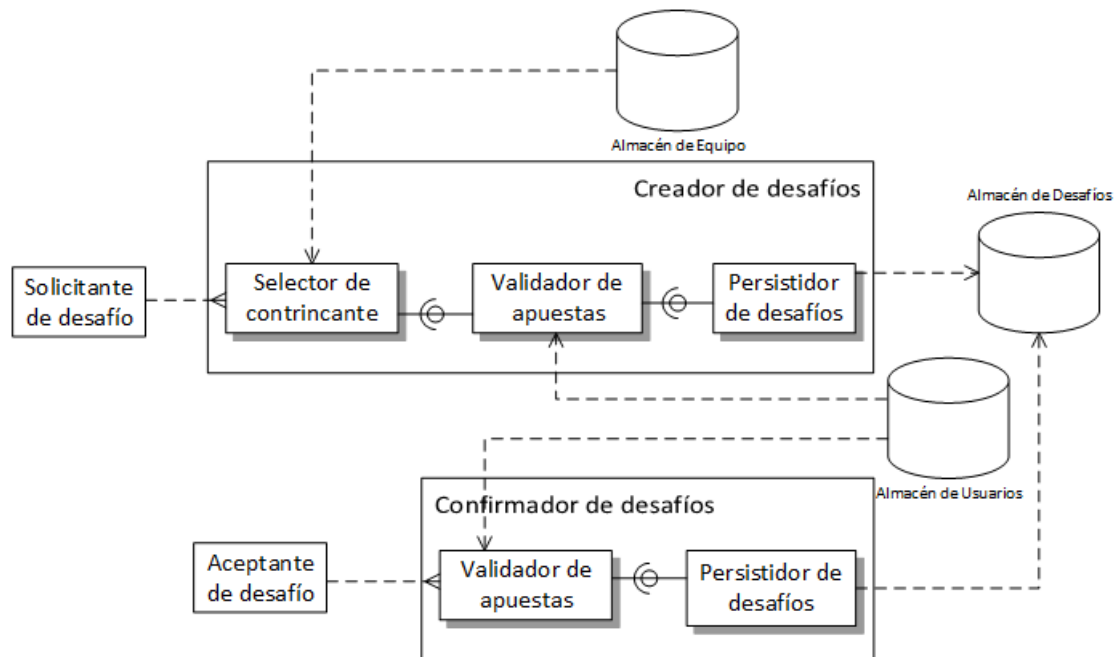 Almacén de Equipo
Creador de desafíos
Almacén de Desafíos
Solicitante
de desafío
Selector de
contrincante
Validador de
apuestas
Persistidor
de desafíos
Almacén de Usuarios
Confirmador de desafíos
Aceptante
de desafío
Validador de
apuestas
Persistidor de
desafíos